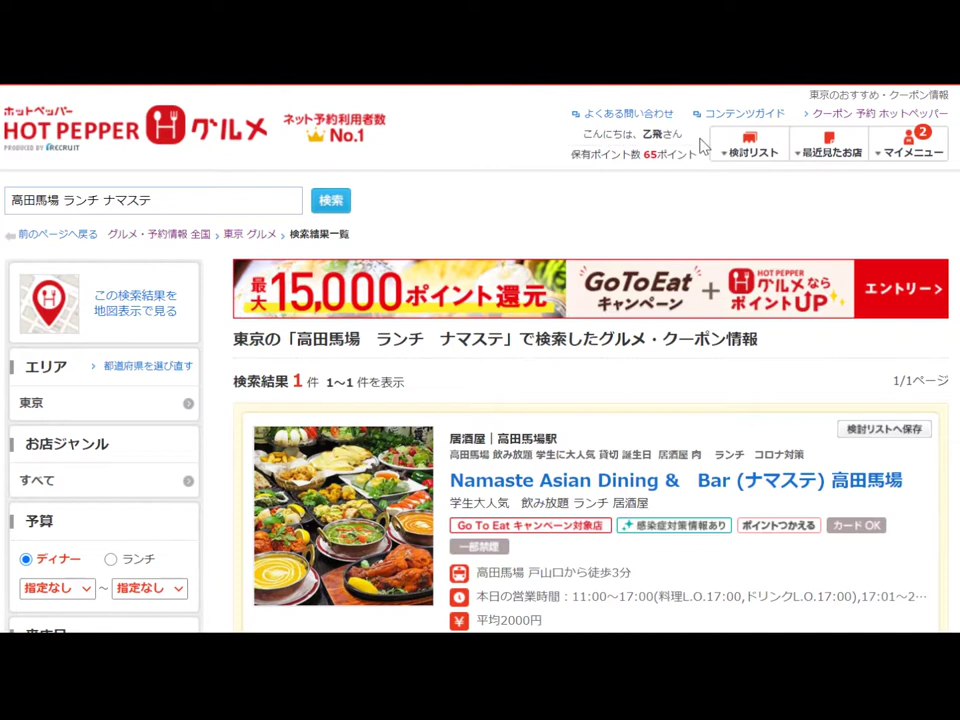 東京のおすすめ・クーポン情報
ホットペッパー
HOT PEPPER グルメ
PRODUCED BY RECRUIT
ネット予約利用者数
No.1
よくある問い合わせ
コンテンツガイド
クーポン 予約 ホットペッパー
こんにちは、乙飛さん
保有ポイント数 65ポイント
検討リスト
最近見たお店
2
マイメニュー
高田馬場 ランチ ナマステ
検索
前のページへ戻る グルメ・予約情報 全国 › 東京 グルメ › 検索結果一覧
この検索結果を
地図表示で見る
エリア
都道府県を選び直す
東京
お店ジャンル
すべて
予算
ディナー
ランチ
指定なし ～ 指定なし
最大15,000ポイント還元
GoToEat
キャンペーン
+
HOT PEPPER
グルメなら
ポイントUP
エントリー>
東京の「高田馬場 ランチ ナマステ」で検索したグルメ・クーポン情報
検索結果 1 件 1～1 件を表示
1/1ページ
検討リストへ保存
居酒屋｜高田馬場駅
高田馬場 飲み放題 学生に大人気 貸切 誕生日 居酒屋 肉 ランチ コロナ対策
Namaste Asian Dining & Bar (ナマステ) 高田馬場
学生大人気 飲み放題 ランチ 居酒屋
Go To Eat キャンペーン対象店
感染症対策情報あり
ポイントつかえる
カード OK
一部禁煙
高田馬場 戸山口から徒歩3分
本日の営業時間：11:00～17:00(料理L.O.17:00,ドリンクL.O.17:00),17:01～2…
平均2000円